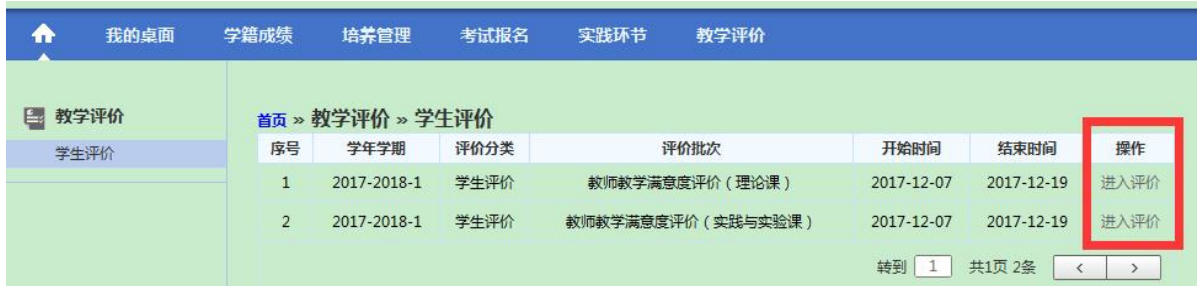 我的桌面 学籍成绩 培养管理 考试报名 实践环节 教学评价
教学评价
学生评价
首页 » 教学评价 » 学生评价
序号 学年学期 评价分类 评价批次 开始时间 结束时间 操作
1 2017-2018-1 学生评价 教师教学满意度评价（理论课） 2017-12-07 2017-12-19 进入评价
2 2017-2018-1 学生评价 教师教学满意度评价（实践与实验课） 2017-12-07 2017-12-19 进入评价
转到 1 共1页 2条 < >